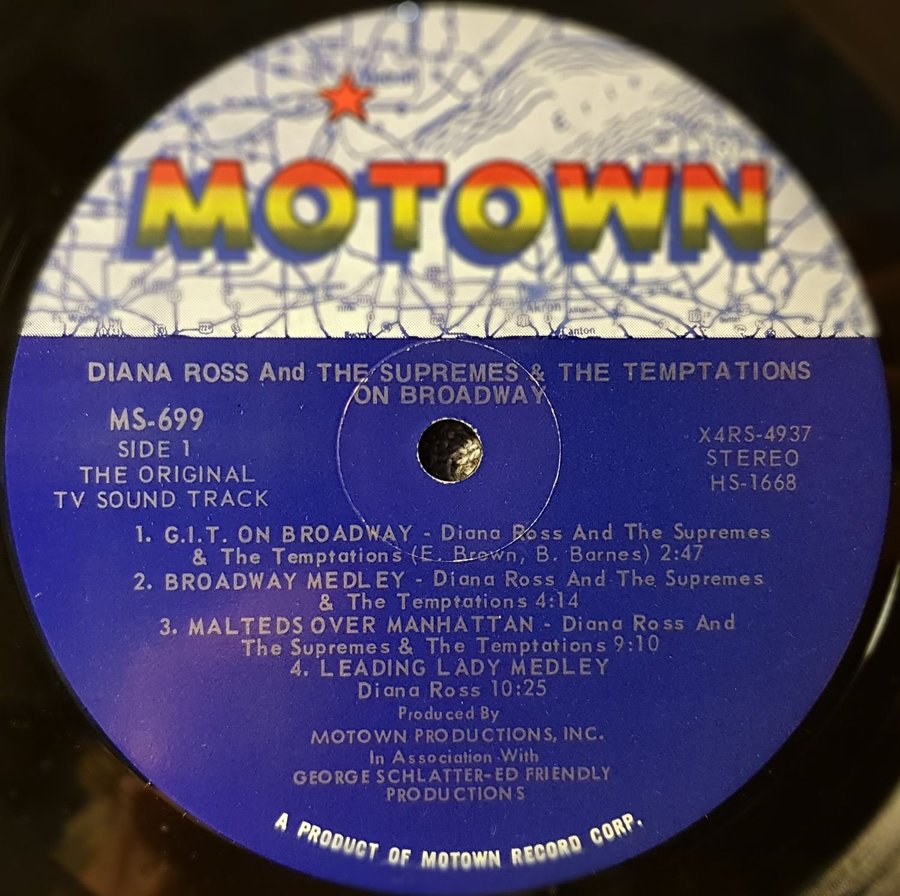 MOTOWN
Erie
Akron
Canton
DIANA ROSS And THE SUPREMES & THE TEMPTATIONS
ON BROADWAY
MS-699
SIDE 1
THE ORIGINAL
TV SOUND TRACK
X4RS-4937
STEREO
HS-1668
1. G.I.T. ON BROADWAY - Diana Ross And The Supremes
& The Temptations (E. Brown, B. Barnes) 2:47
2. BROADWAY MEDLEY - Diana Ross And The Supremes
& The Temptations 4:14
3. MALTEDS OVER MANHATTAN - Diana Ross And
The Supremes & The Temptations 9:10
4. LEADING LADY MEDLEY
Diana Ross 10:25
Produced By
MOTOWN PRODUCTIONS, INC.
In Association With
GEORGE SCHLATTER-ED FRIENDLY
PRODUCTIONS
A PRODUCT OF MOTOWN RECORD CORP.